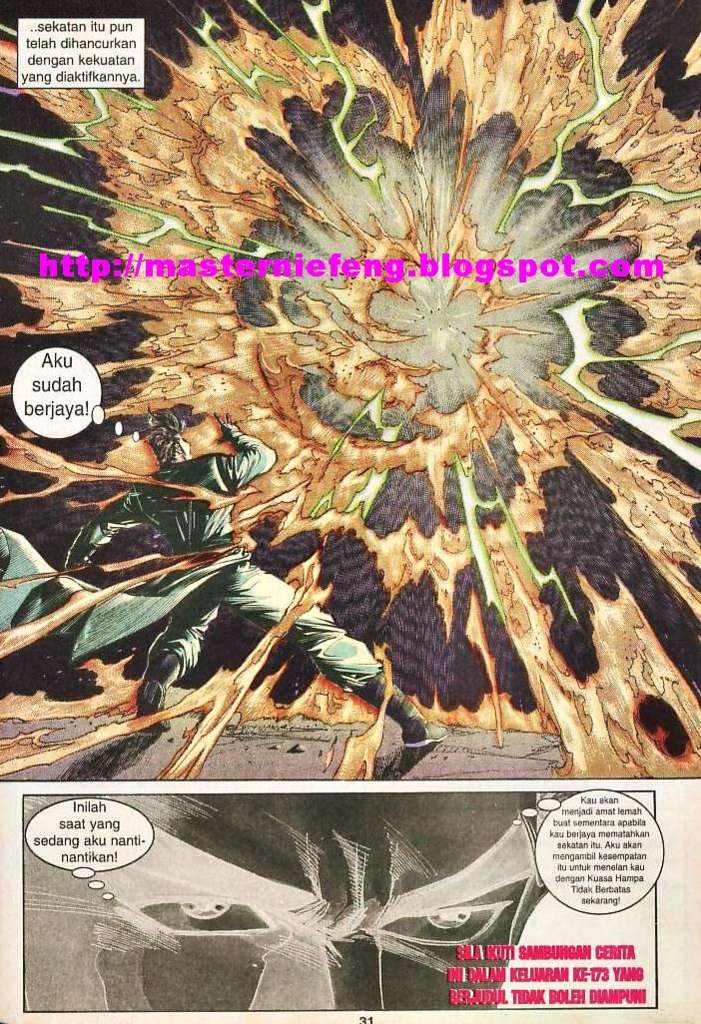 ..sekatan itu pun
telah dihancurkan
dengan kekuatan
yang diaktifkannya.
http://masterniefeng.blogspot.com
Aku
sudah
berjaya!
Inilah
saat yang
sedang aku nanti-
nantikan!
Kau akan
menjadi amat lemah
buat sementara apabila
kau berjaya mematahkan
sekatan itu. Aku akan
mengambil kesempatan
itu untuk menelan kau
dengan Kuasa Hampa
Tidak Berbatas
sekarang!
SILA IKUTI SAMBUNGAN CERITA
INI DALAM KELUARAN KE-173 YANG
BERJUDUL TIDAK BOLEH DIAMPUNI
31